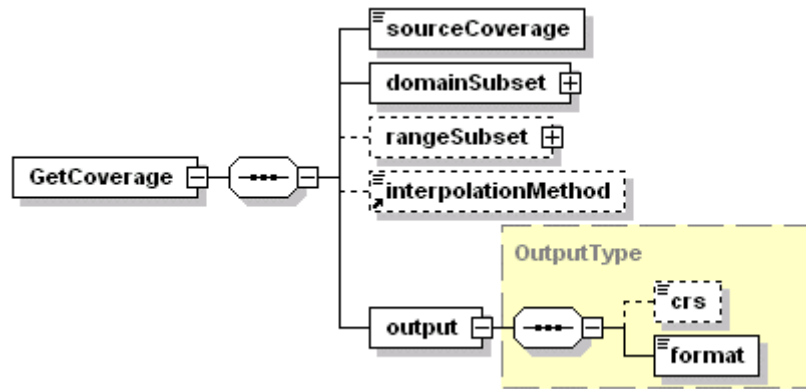 sourceCoverage
domainSubset
rangeSubset
GetCoverage
interpolationMethod
OutputType
crs
output
format